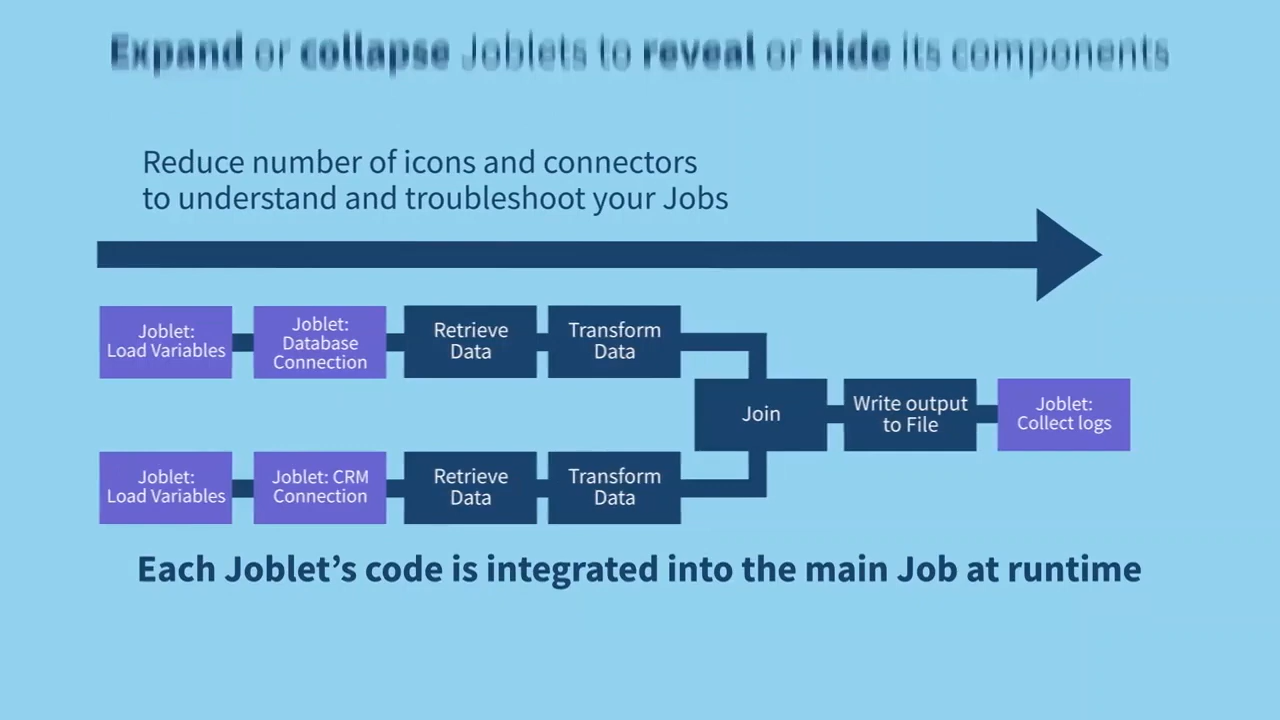 Expand or collapse Joblets to reveal or hide its components
Reduce number of icons and connectors
to understand and troubleshoot your Jobs
Joblet:
Load Variables
Joblet:
Database
Connection
Retrieve
Data
Transform
Data
Join
Write output
to File
Joblet:
Collect logs
Joblet:
Load Variables
Joblet: CRM
Connection
Retrieve
Data
Transform
Data
Each Joblet’s code is integrated into the main Job at runtime